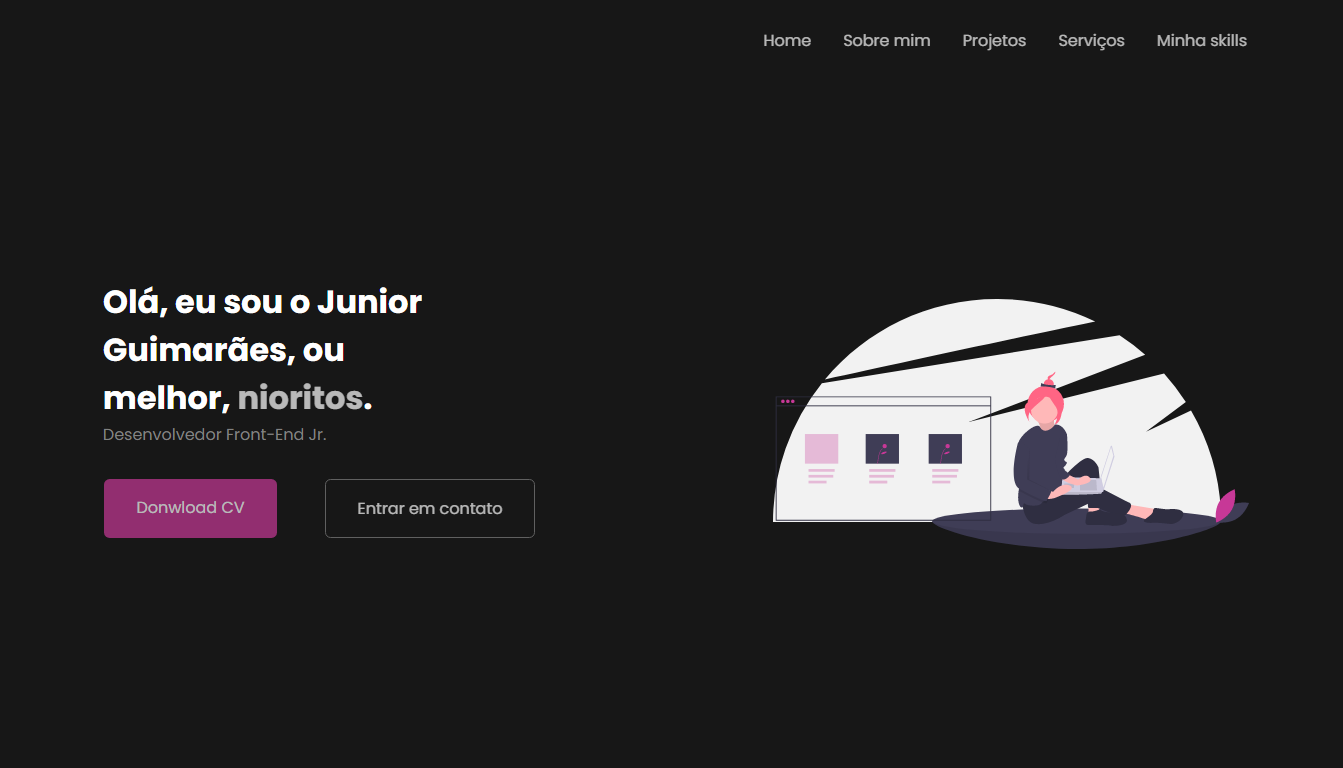 Home Sobre mim Projetos Serviços Minha skills
Olá, eu sou o Junior
Guimarães, ou
melhor, nioritos.
Desenvolvedor Front-End Jr.
Donwload CV
Entrar em contato